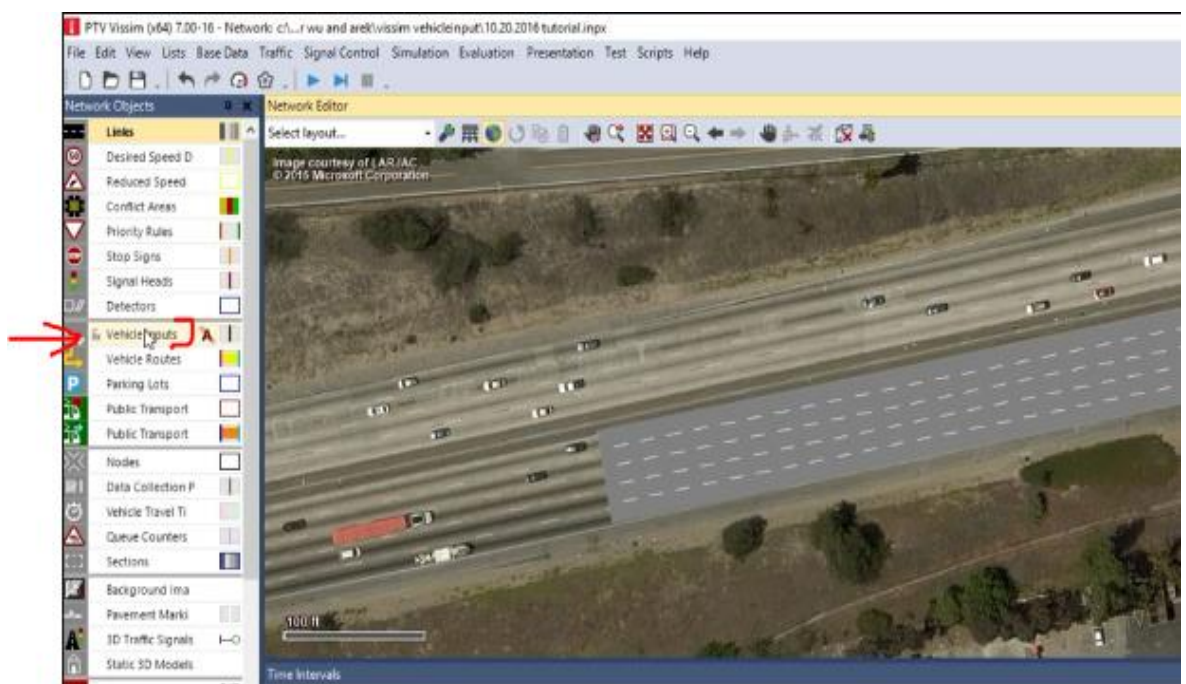 PTV Vissim (x64) 7.00-16 - Network: c:\...r wu and arek\vissim vehicleinput\10.20.2016 tutorial.inpx
File Edit View Lists Base Data Traffic Signal Control Simulation Evaluation Presentation Test Scripts Help
Network Objects
Network Editor
Links
Select layout...
Desired Speed D
Image courtesy of LAR-IAC
© 2015 Microsoft Corporation
Reduced Speed
Conflict Areas
Priority Rules
Stop Signs
Signal Heads
Detectors
Vehicle Inputs
A
Vehicle Routes
P
Parking Lots
Public Transport
Public Transport
Nodes
Data Collection P
Vehicle Travel Ti
Queue Counters
Sections
Background Ima
Pavement Marki
3D Traffic Signals
Static 3D Models
100 ft
Time Intervals